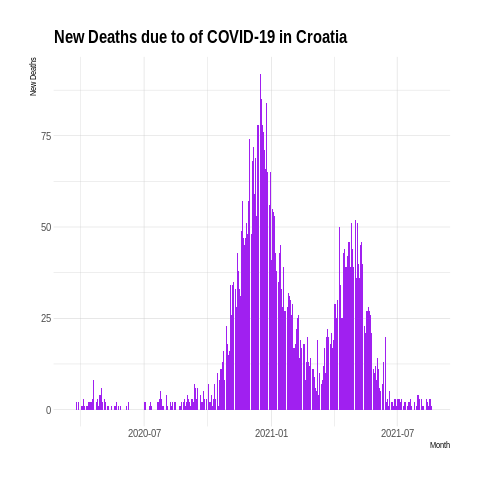 New Deaths due to of COVID-19 in Croatia
New Deaths
75
50
25
0
2020-07
2021-01
2021-07
Month